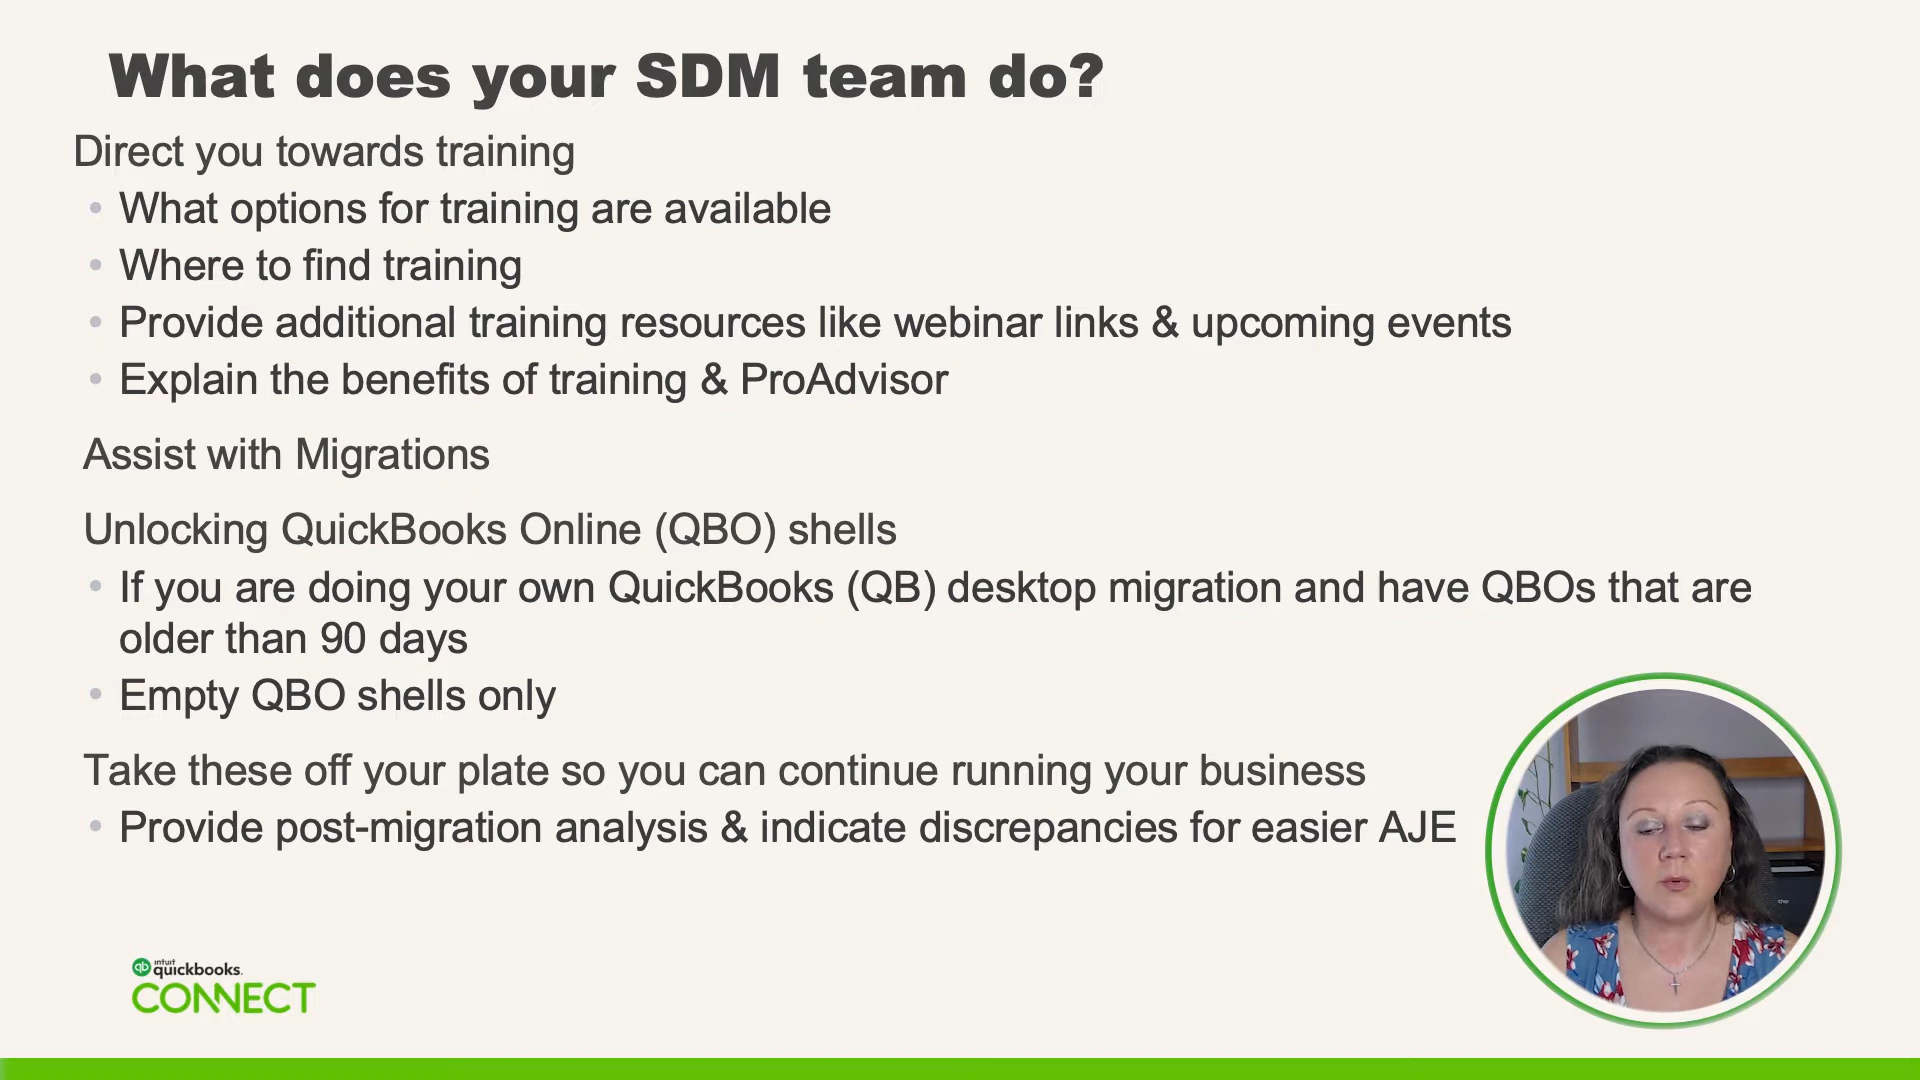 What does your SDM team do?
Direct you towards training
• What options for training are available
• Where to find training
• Provide additional training resources like webinar links & upcoming events
• Explain the benefits of training & ProAdvisor
Assist with Migrations
Unlocking QuickBooks Online (QBO) shells
• If you are doing your own QuickBooks (QB) desktop migration and have QBOs that are
older than 90 days
• Empty QBO shells only
Take these off your plate so you can continue running your business
• Provide post-migration analysis & indicate discrepancies for easier AJE
qb intuit
quickbooks.
CONNECT